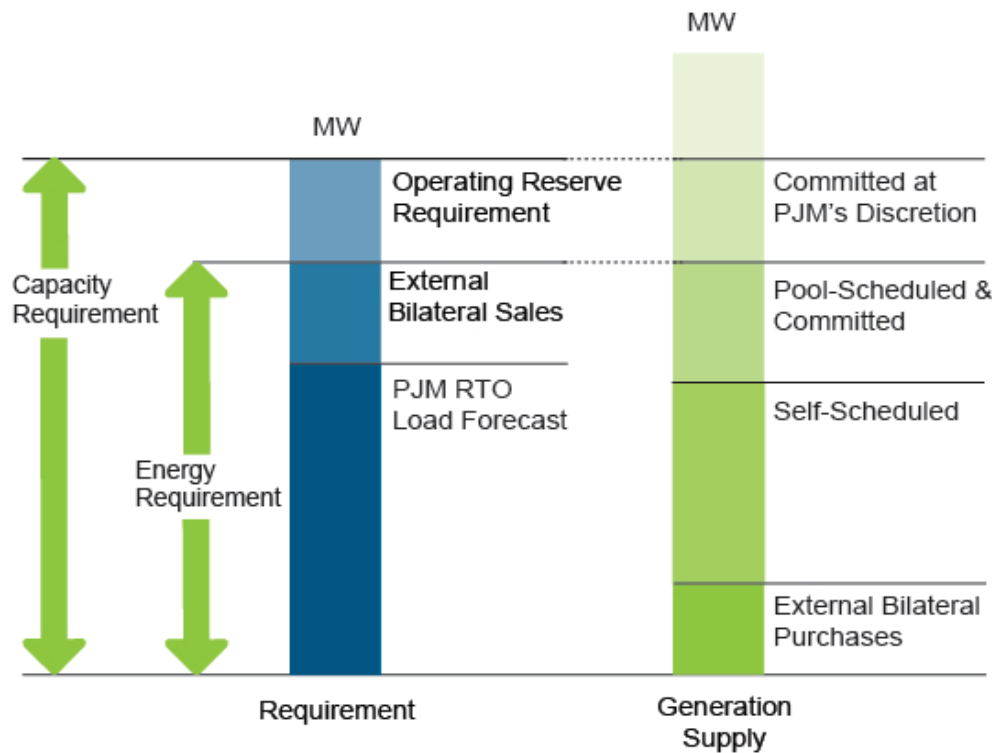 MW
MW
Operating Reserve
Requirement
Committed at
PJM's Discretion
Capacity
Requirement
External
Bilateral Sales
Pool-Scheduled &
Committed
PJM RTO
Load Forecast
Self-Scheduled
Energy
Requirement
External Bilateral
Purchases
Requirement
Generation
Supply